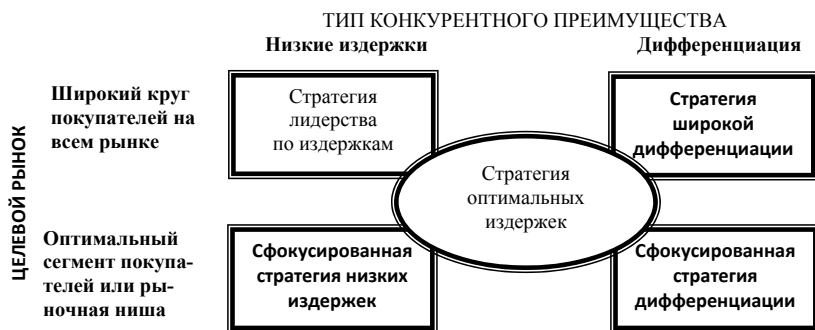 ТИП КОНКУРЕНТНОГО ПРЕИМУЩЕСТВА
Низкие издержки
Дифференциация
ЦЕЛЕВОЙ РЫНОК
Широкий круг
покупателей на
всем рынке
Стратегия
лидерства
по издержкам
Стратегия
широкой
дифференциации
Стратегия
оптимальных
издержек
Оптимальный
сегмент покупа-
телей или ры-
ночная ниша
Сфокусированная
стратегия низких
издержек
Сфокусированная
стратегия
дифференциации